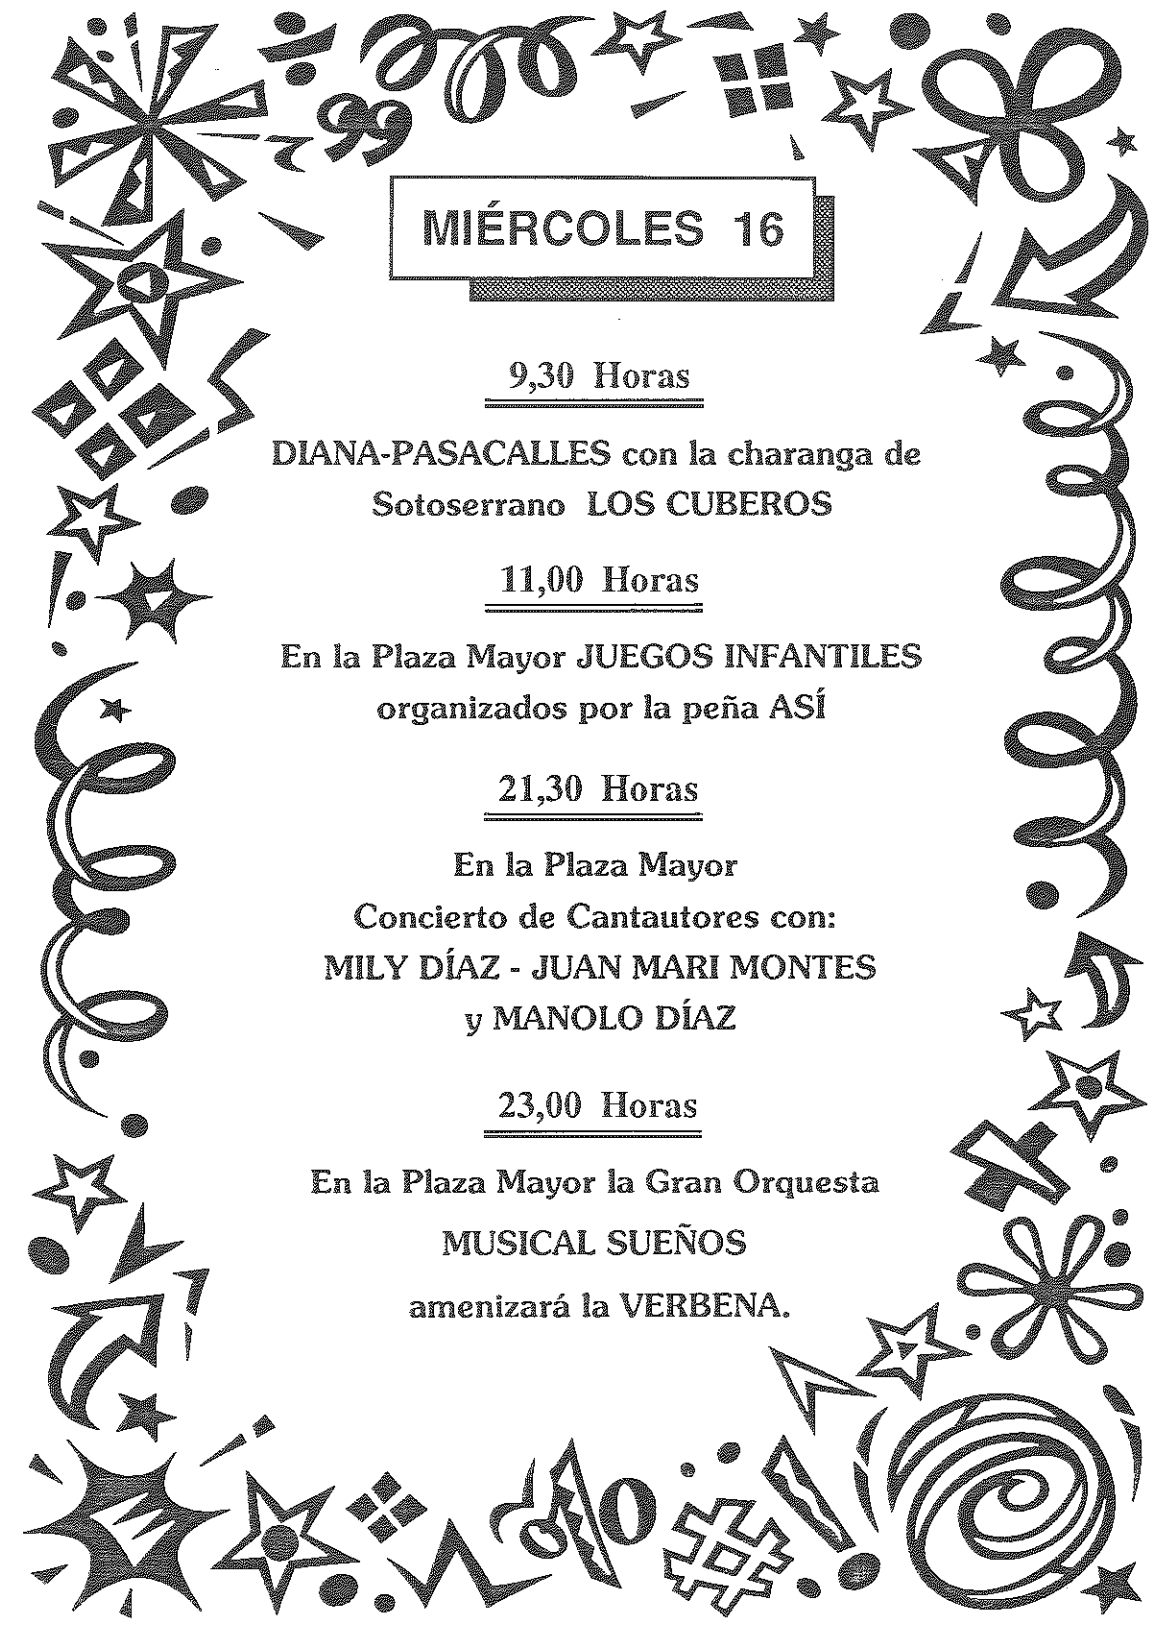 MIÉRCOLES 16
9,30 Horas
DIANA-PASACALLES con la charanga de
Sotoserrano LOS CUBEROS
11,00 Horas
En la Plaza Mayor JUEGOS INFANTILES
organizados por la peña ASÍ
21,30 Horas
En la Plaza Mayor
Concierto de Cantautores con:
MILY DÍAZ - JUAN MARI MONTES
y MANOLO DÍAZ
23,00 Horas
En la Plaza Mayor la Gran Orquesta
MUSICAL SUEÑOS
amenizará la VERBENA.